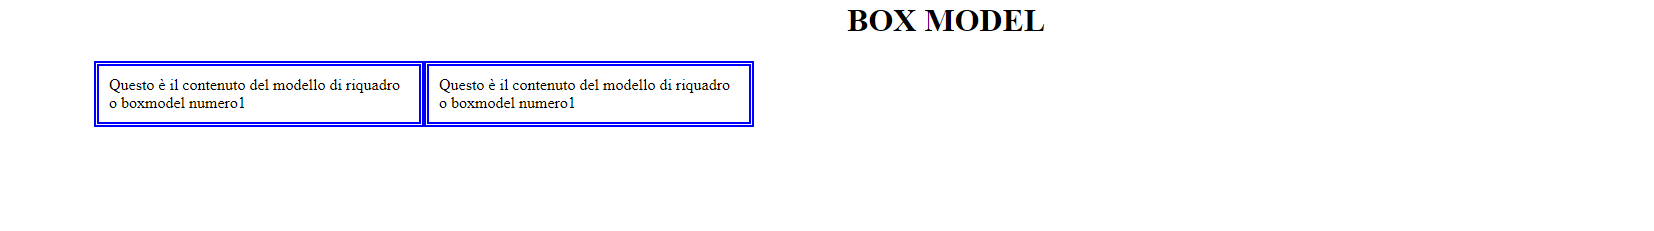 BOX MODEL
Questo è il contenuto del modello di riquadro
o boxmodel numero1
Questo è il contenuto del modello di riquadro
o boxmodel numero1